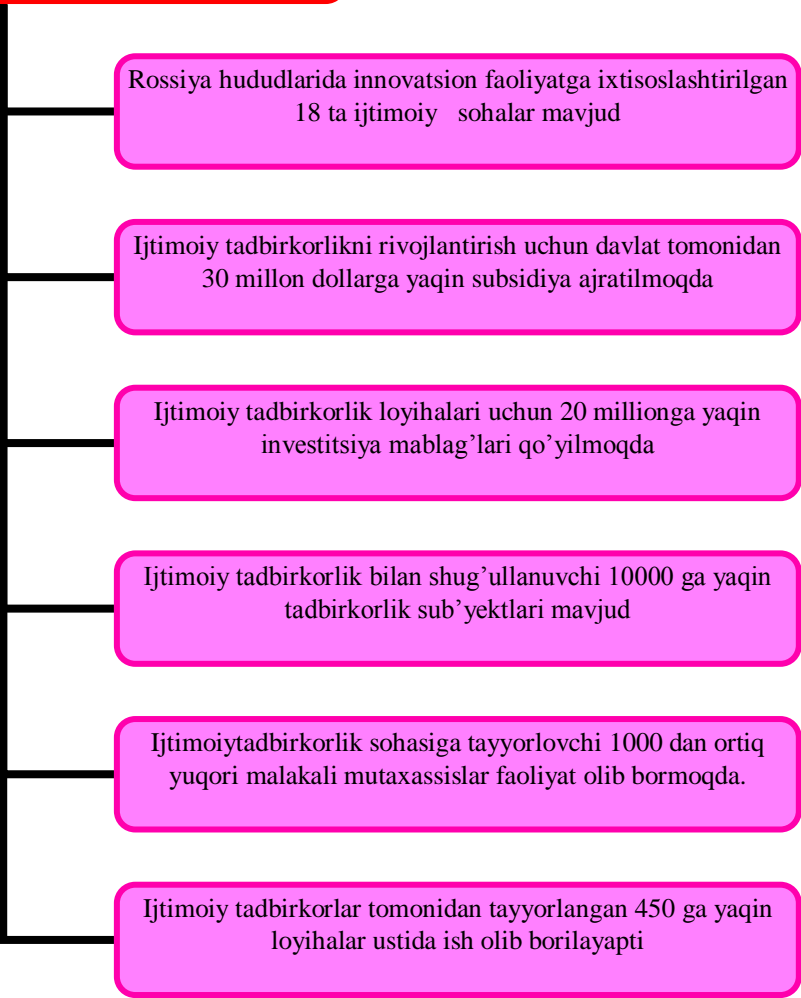 Rossiya hududlarida innovatsion faoliyatga ixtisoslashtirilgan
18 ta ijtimoiy sohalar mavjud
Ijtimoiy tadbirkorlikni rivojlantirish uchun davlat tomonidan
30 millon dollarga yaqin subsidiya ajratilmoqda
Ijtimoiy tadbirkorlik loyihalari uchun 20 millionga yaqin
investitsiya mablag’lari qo’yilmoqda
Ijtimoiy tadbirkorlik bilan shug’ullanuvchi 10000 ga yaqin
tadbirkorlik sub’yektlari mavjud
Ijtimoiytadbirkorlik sohasiga tayyorlovchi 1000 dan ortiq
yuqori malakali mutaxassislar faoliyat olib bormoqda.
Ijtimoiy tadbirkorlar tomonidan tayyorlangan 450 ga yaqin
loyihalar ustida ish olib borilayapti